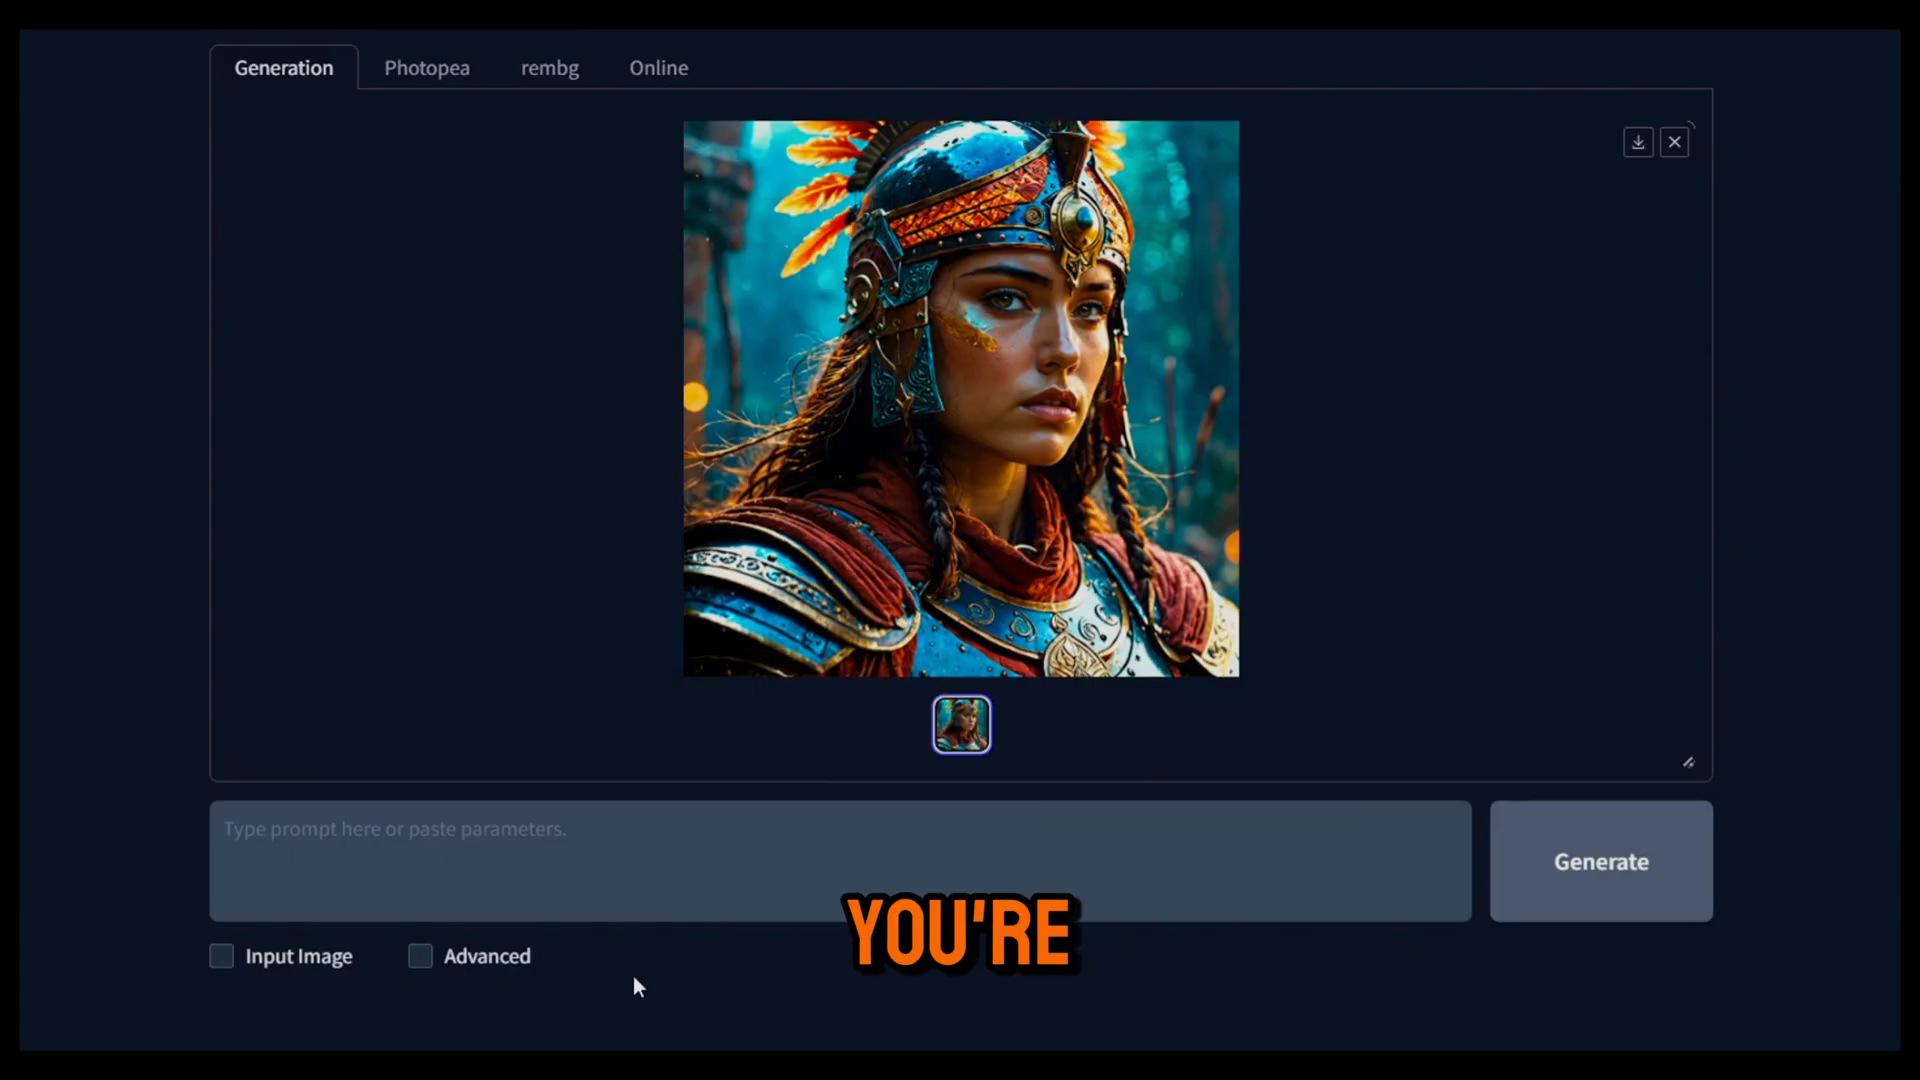 Generation Photopea rembg Online
Type prompt here or paste parameters.
Generate
YOU'RE
Input Image Advanced